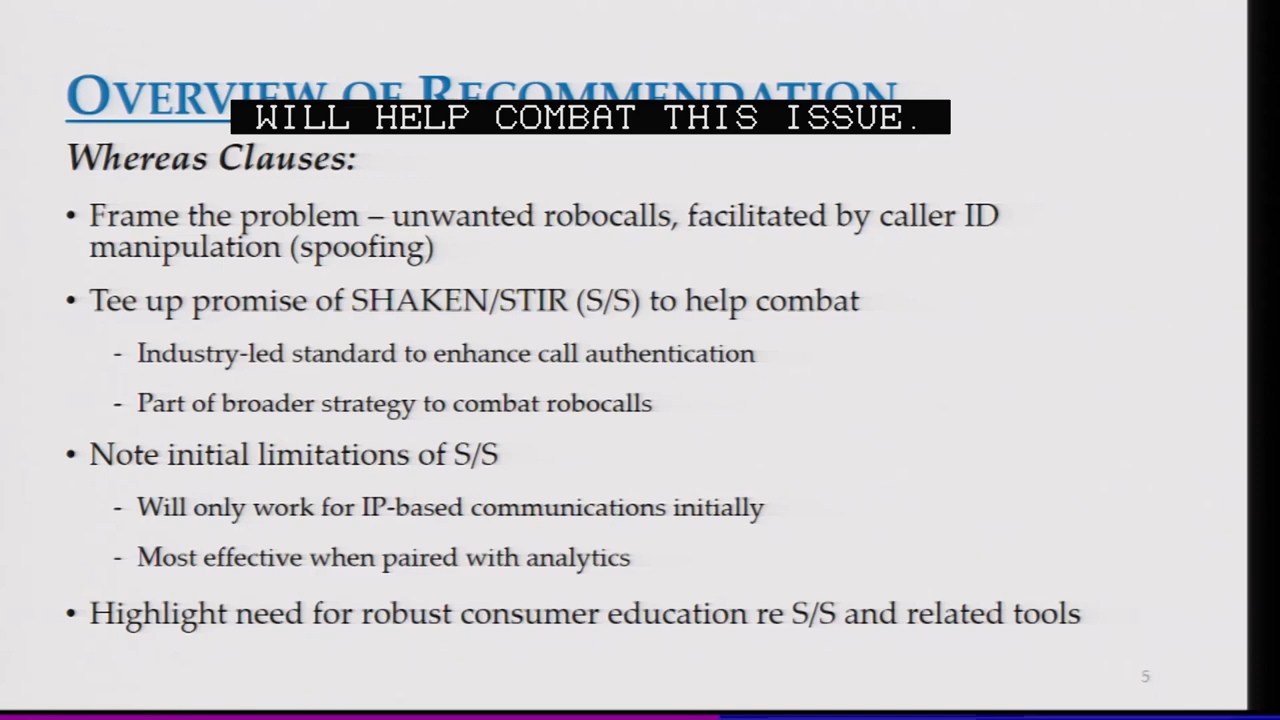 OVERVIEW OF RECOMMENDATION
WILL HELP COMBAT THIS ISSUE.
Whereas Clauses:
• Frame the problem – unwanted robocalls, facilitated by caller ID
manipulation (spoofing)
• Tee up promise of SHAKEN/STIR (S/S) to help combat
- Industry-led standard to enhance call authentication
- Part of broader strategy to combat robocalls
• Note initial limitations of S/S
- Will only work for IP-based communications initially
- Most effective when paired with analytics
• Highlight need for robust consumer education re S/S and related tools
5